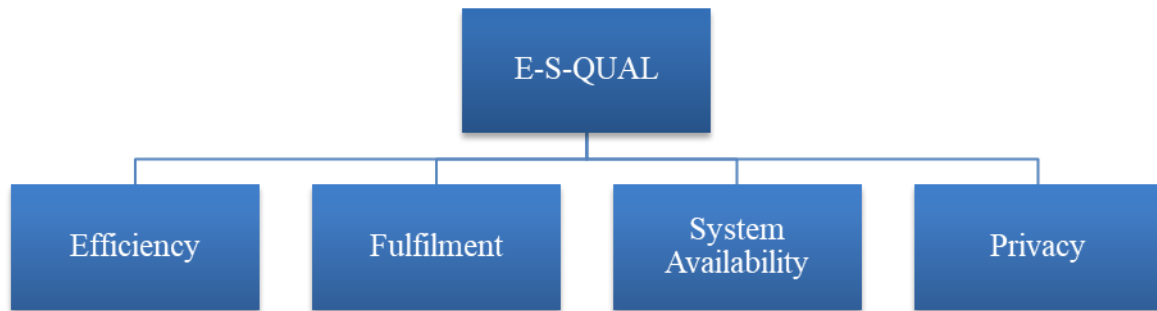 E-S-QUAL
Efficiency
Fulfilment
System
Availability
Privacy